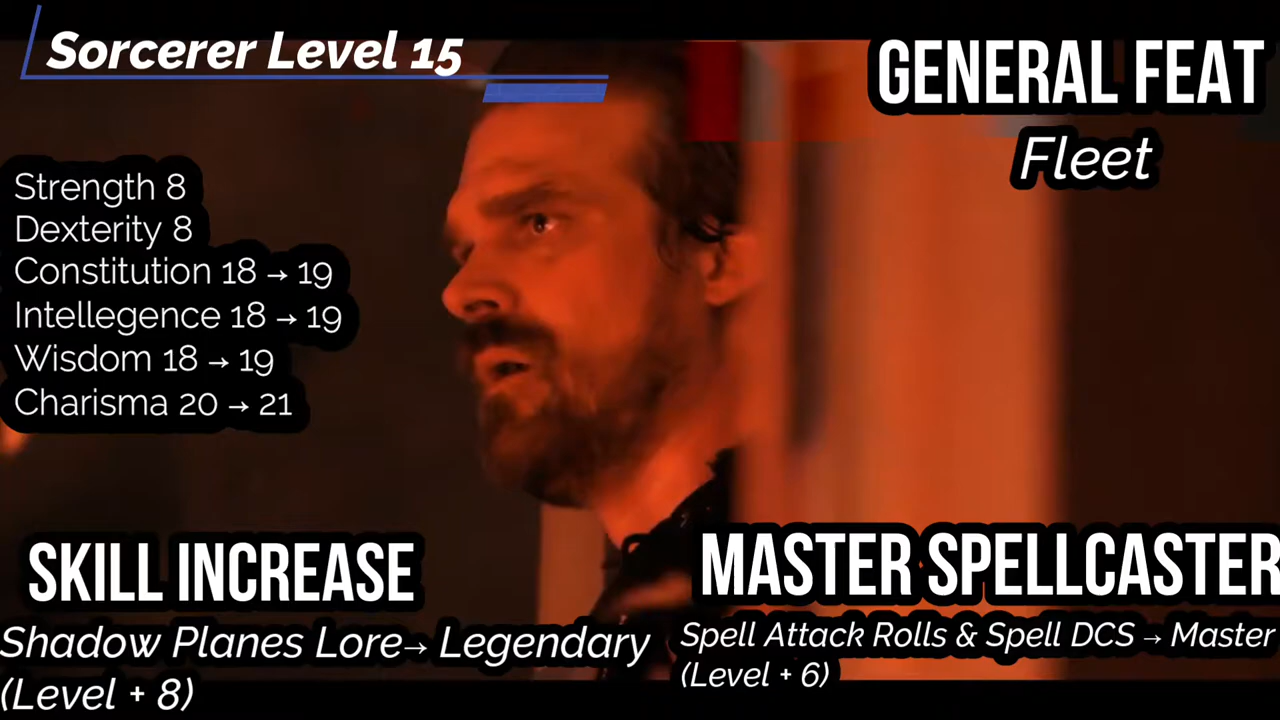 Sorcerer Level 15
GENERAL FEAT
Fleet
Strength 8
Dexterity 8
Constitution 18 → 19
Intellegence 18 → 19
Wisdom 18 → 19
Charisma 20 → 21
SKILL INCREASE
Shadow Planes Lore→ Legendary
(Level + 8)
MASTER SPELLCASTER
Spell Attack Rolls & Spell DCS → Master
(Level + 6)